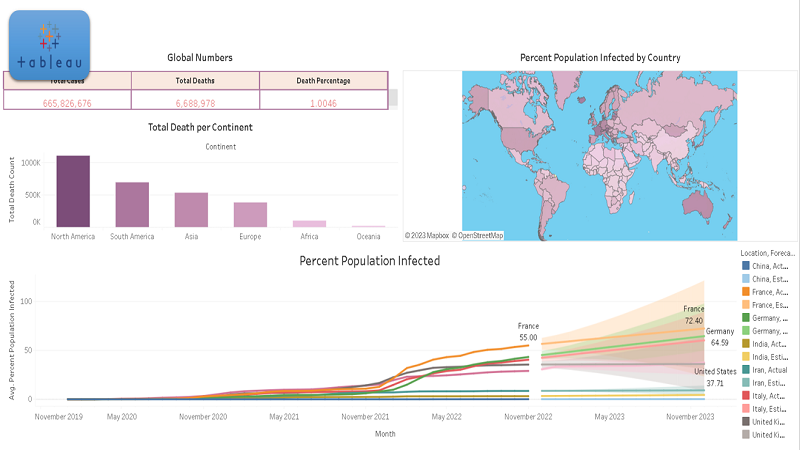 tableau
Global Numbers
Total Cases
Total Deaths
Death Percentage
665,826,676
6,688,978
1.0046
Total Death per Continent
Continent
Total Death Count
1000K
500K
0K
North America
South America
Asia
Europe
Africa
Oceania
Percent Population Infected by Country
© 2023 Mapbox © OpenStreetMap
Percent Population Infected
Avg. Percent Population Infected
100
50
0
France
55.00
France
72.40
Germany
64.59
United States
37.71
November 2019
May 2020
November 2020
May 2021
November 2021
May 2022
November 2022
May 2023
November 2023
Month
Location, Foreca...
China, Act...
China, Est...
France, Ac...
France, Es...
Germany, ...
Germany, ...
India, Act...
India, Esti...
Iran, Actual
Iran, Esti...
Italy, Act...
Italy, Esti...
United Ki...
United Ki...